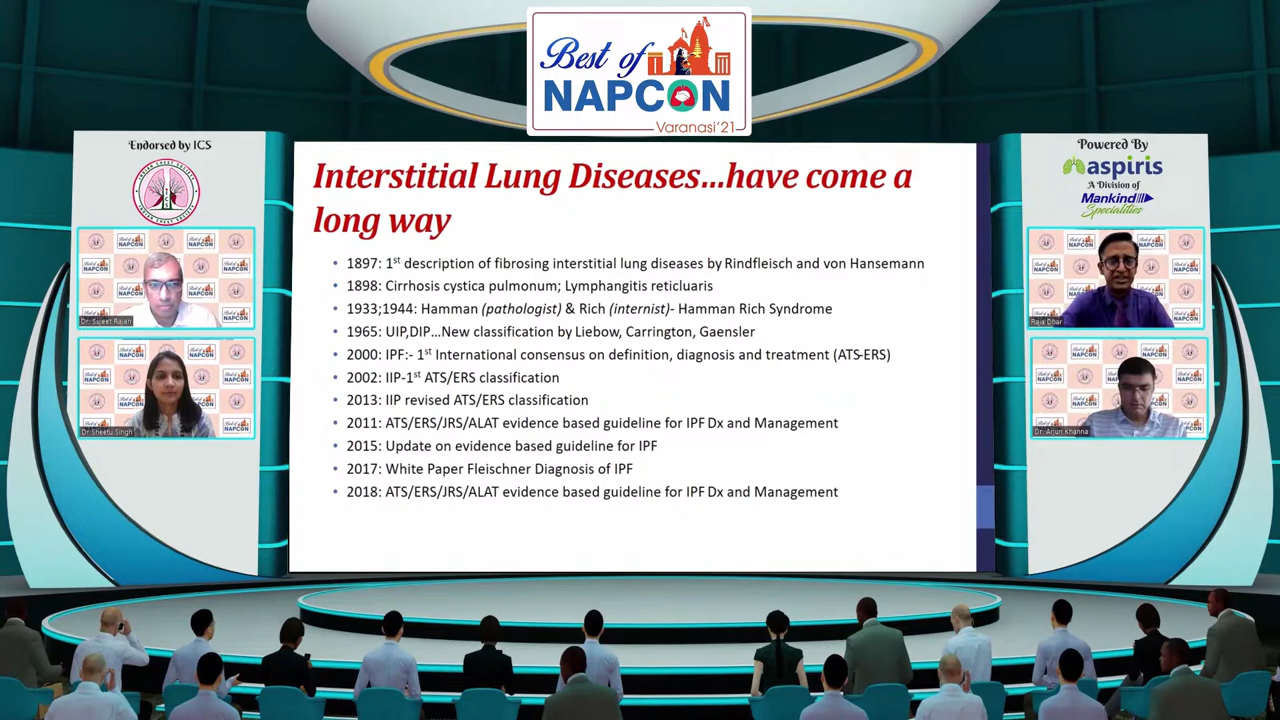 Best of
NAPCON
Varanasi'21
Endorsed by ICS
INDIAN CHEST SOCIETY
Interstitial Lung Diseases...have come a
long way
• 1897: 1st description of fibrosing interstitial lung diseases by Rindfleisch and von Hansemann
• 1898: Cirrhosis cystica pulmonum; Lymphangitis reticluaris
• 1933;1944: Hamman (pathologist) & Rich (internist)- Hamman Rich Syndrome
• 1965: UIP,DIP...New classification by Liebow, Carrington, Gaensler
• 2000: IPF:- 1st International consensus on definition, diagnosis and treatment (ATS-ERS)
• 2002: IIP-1st ATS/ERS classification
• 2013: IIP revised ATS/ERS classification
• 2011: ATS/ERS/JRS/ALAT evidence based guideline for IPF Dx and Management
• 2015: Update on evidence based guideline for IPF
• 2017: White Paper Fleischner Diagnosis of IPF
• 2018: ATS/ERS/JRS/ALAT evidence based guideline for IPF Dx and Management
Powered By
aspiris
A Division of
Mankind
Specialities
Dr. Sujeet Rajan
Dr Sheetu Singh
Raja Dhar
Dr. Arjun Khanna